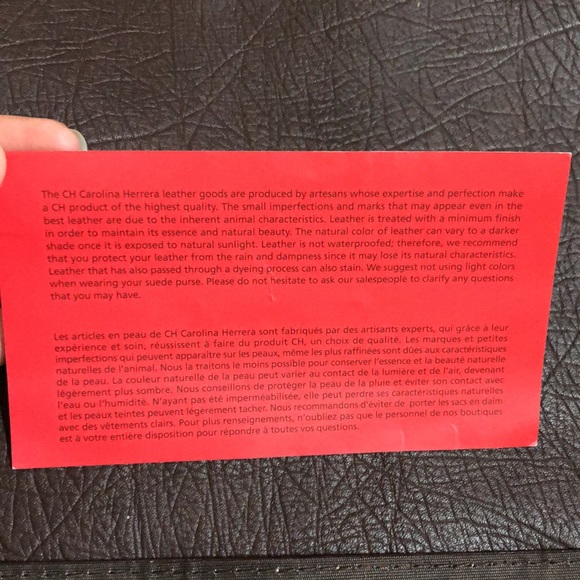 The CH Carolina Herrera leather goods are produced by artesans whose expertise and perfection make
a CH product of the highest quality. The small imperfections and marks that may appear even in the
best leather are due to the inherent animal characteristics. Leather is treated with a minimum finish
in order to maintain its essence and natural beauty. The natural color of leather can vary to a darker
shade once it is exposed to natural sunlight. Leather is not waterproofed; therefore, we recommend
that you protect your leather from the rain and dampness since it may lose its natural characteristics.
Leather that has also passed through a dyeing process can also stain. We suggest not using light colors
when wearing your suede purse. Please do not hesitate to ask our salespeople to clarify any questions
that you may have.
Les articles en peau de CH Carolina Herrera sont fabriqués par des artisants experts, qui grâce à leur
expérience et soin, réussissent à faire du produit CH, un choix de qualité. Les marques et petites
imperfections qui peuvent apparaître sur les peaux, même les plus raffinées sont dûes aux caractéristiques
naturelles de l'animal. Nous la traitons le moins possible pour conserver l'essence et la beauté naturelle
de la peau. La couleur naturelle de la peau peut varier au contact de la lumière et de l'air, devenant
légèrement plus sombre. Nous conseillons de protéger la peau de la pluie et éviter son contact avec
l'eau ou l'humidité. N'ayant pas été imperméabilisée, elle peut perdre ses caractéristiques naturelles
et les peaux teintes peuvent légèrement tacher. Nous recommandons d'éviter de porter les sacs en daim
avec des vêtements clairs. Pour plus renseignements, n'oubliez pas que le personnel de nos boutiques
est à votre entière disposition pour répondre à toutes vos questions.